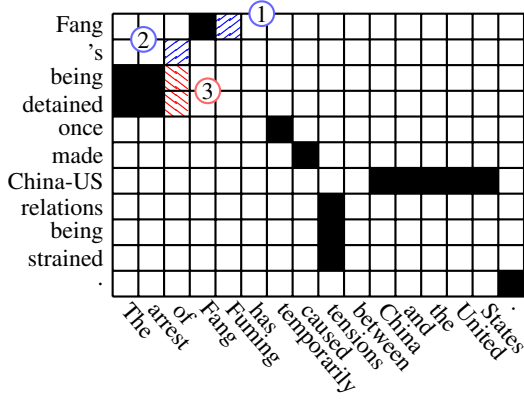 Fang
's
being
detained
once
made
China-US
relations
being
strained
.
1
2
3
The
arrest
of
Fang
Fuming
has
temporarily
caused
tensions
between
China
and
the
United
States
.